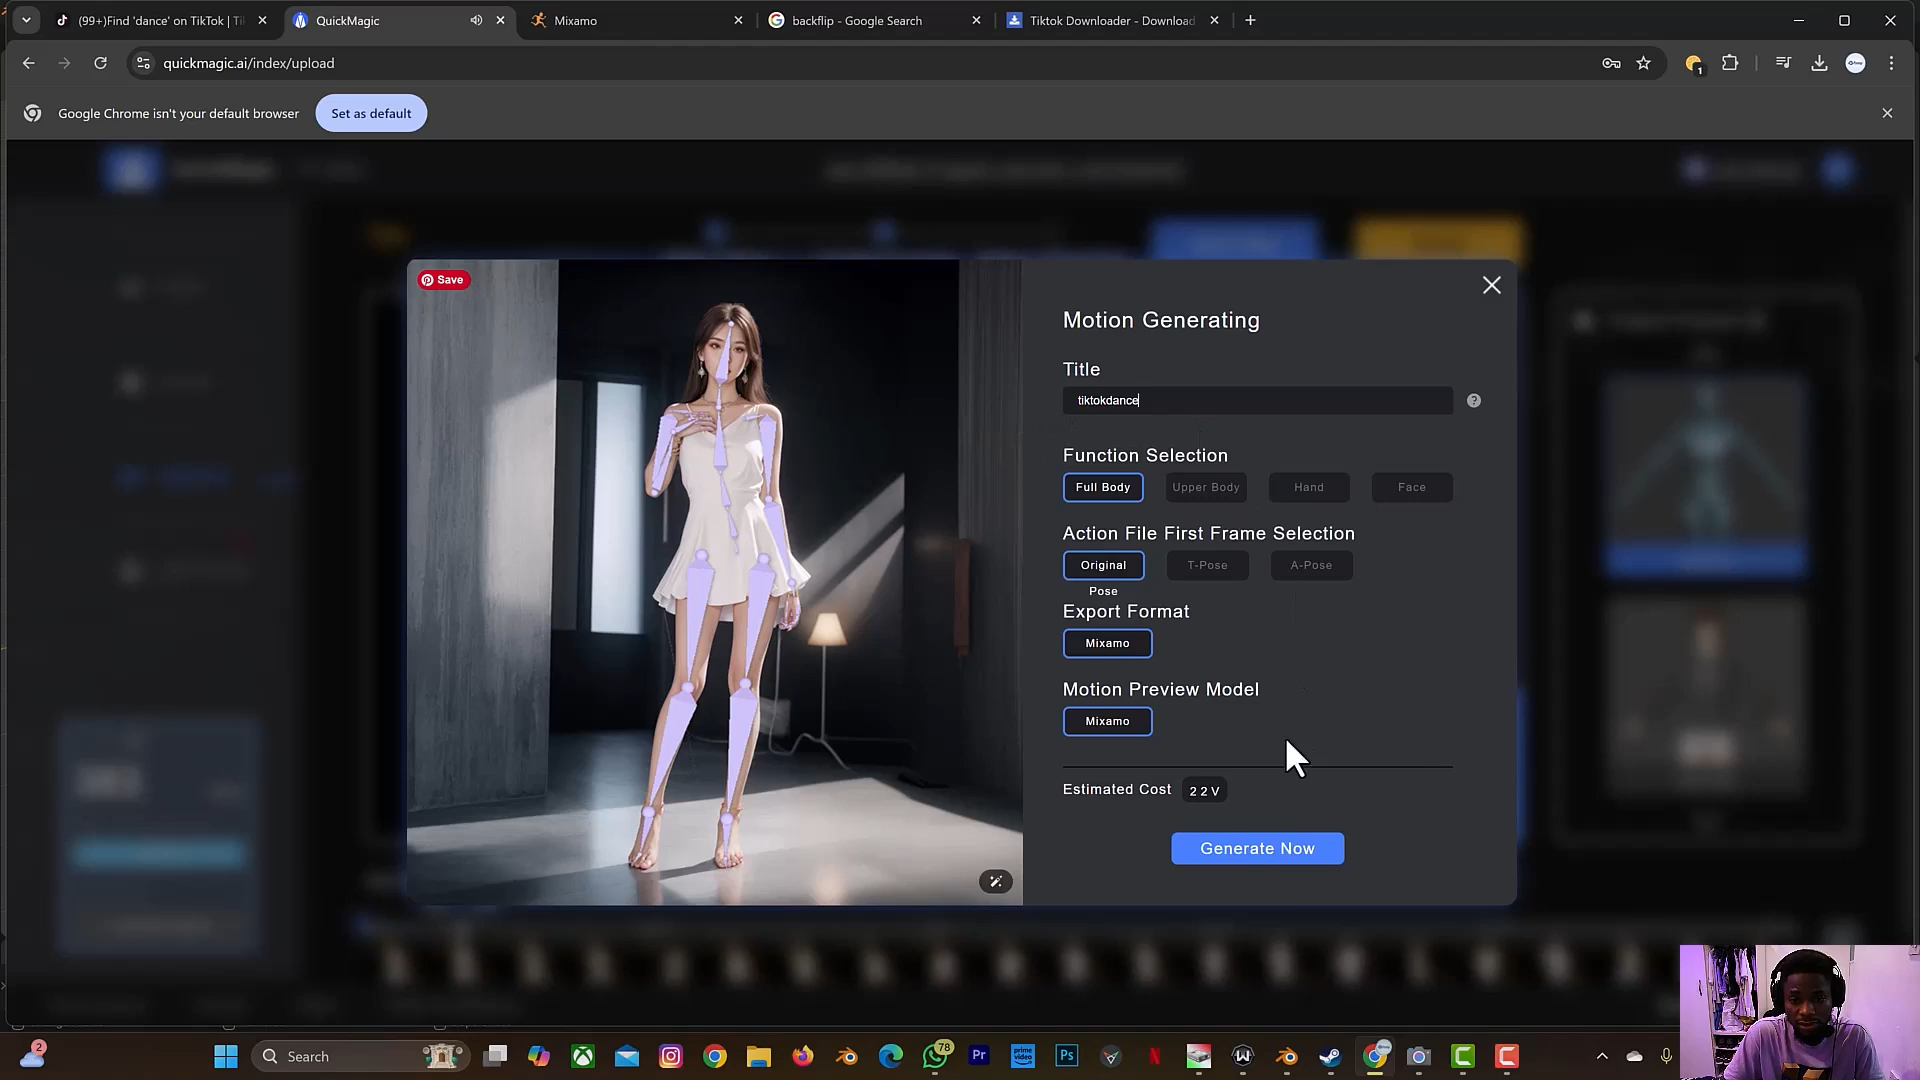 (99+)Find 'dance' on TikTok | Ti
QuickMagic
Mixamo
backflip - Google Search
Tiktok Downloader - Download
quickmagic.ai/index/upload
1
Google Chrome isn't your default browser
Set as default
Save
Motion Generating
Title
tiktokdance
?
Function Selection
Full Body
Upper Body
Hand
Face
Action File First Frame Selection
Original
T-Pose
A-Pose
Pose
Export Format
Mixamo
Motion Preview Model
Mixamo
Estimated Cost
22V
Generate Now
2
Search
78
Pr
prime video
Ps